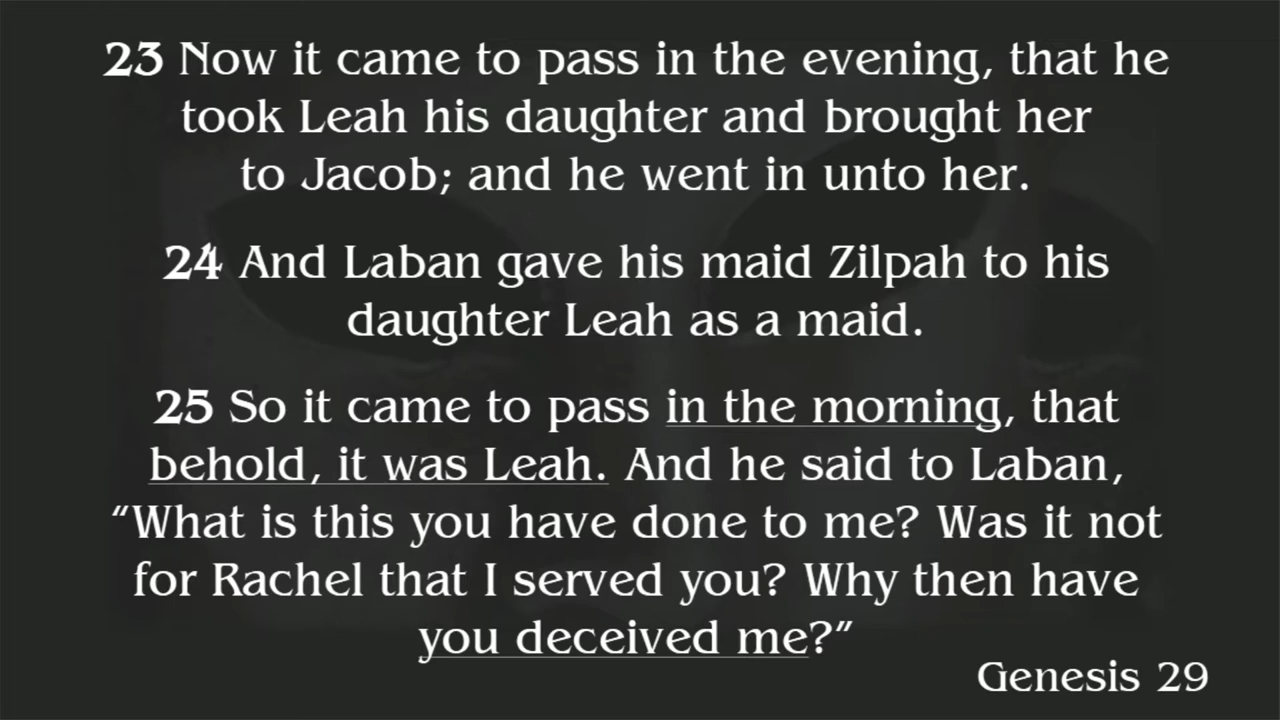 23 Now it came to pass in the evening, that he
took Leah his daughter and brought her
to Jacob; and he went in unto her.
24 And Laban gave his maid Zilpah to his
daughter Leah as a maid.
25 So it came to pass in the morning, that
behold, it was Leah. And he said to Laban,
“What is this you have done to me? Was it not
for Rachel that I served you? Why then have
you deceived me?”
Genesis 29